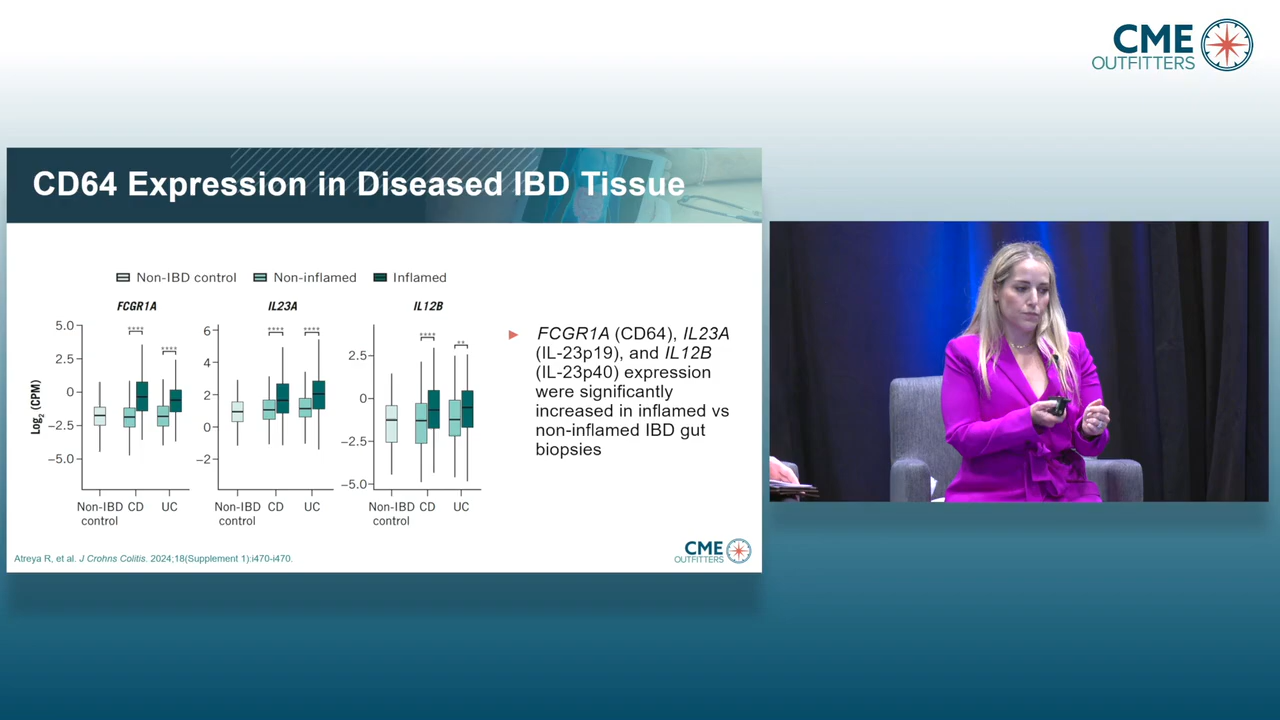 CME
OUTFITTERS
CD64 Expression in Diseased IBD Tissue
Non-IBD control Non-inflamed Inflamed
FCGR1A
IL23A
IL12B
Log2 (CPM)
5.0
2.5
0
−2.5
−5.0
6
4
2
0
−2
2.5
0
−2.5
−5.0
**** ****
**** ****
**** **
Non-IBD CD UC
control
Non-IBD CD UC
control
Non-IBD CD UC
control
FCGR1A (CD64), IL23A
(IL-23p19), and IL12B
(IL-23p40) expression
were significantly
increased in inflamed vs
non-inflamed IBD gut
biopsies
Atreya R, et al. J Crohns Colitis. 2024;18(Supplement 1):i470-i470.
CME
OUTFITTERS